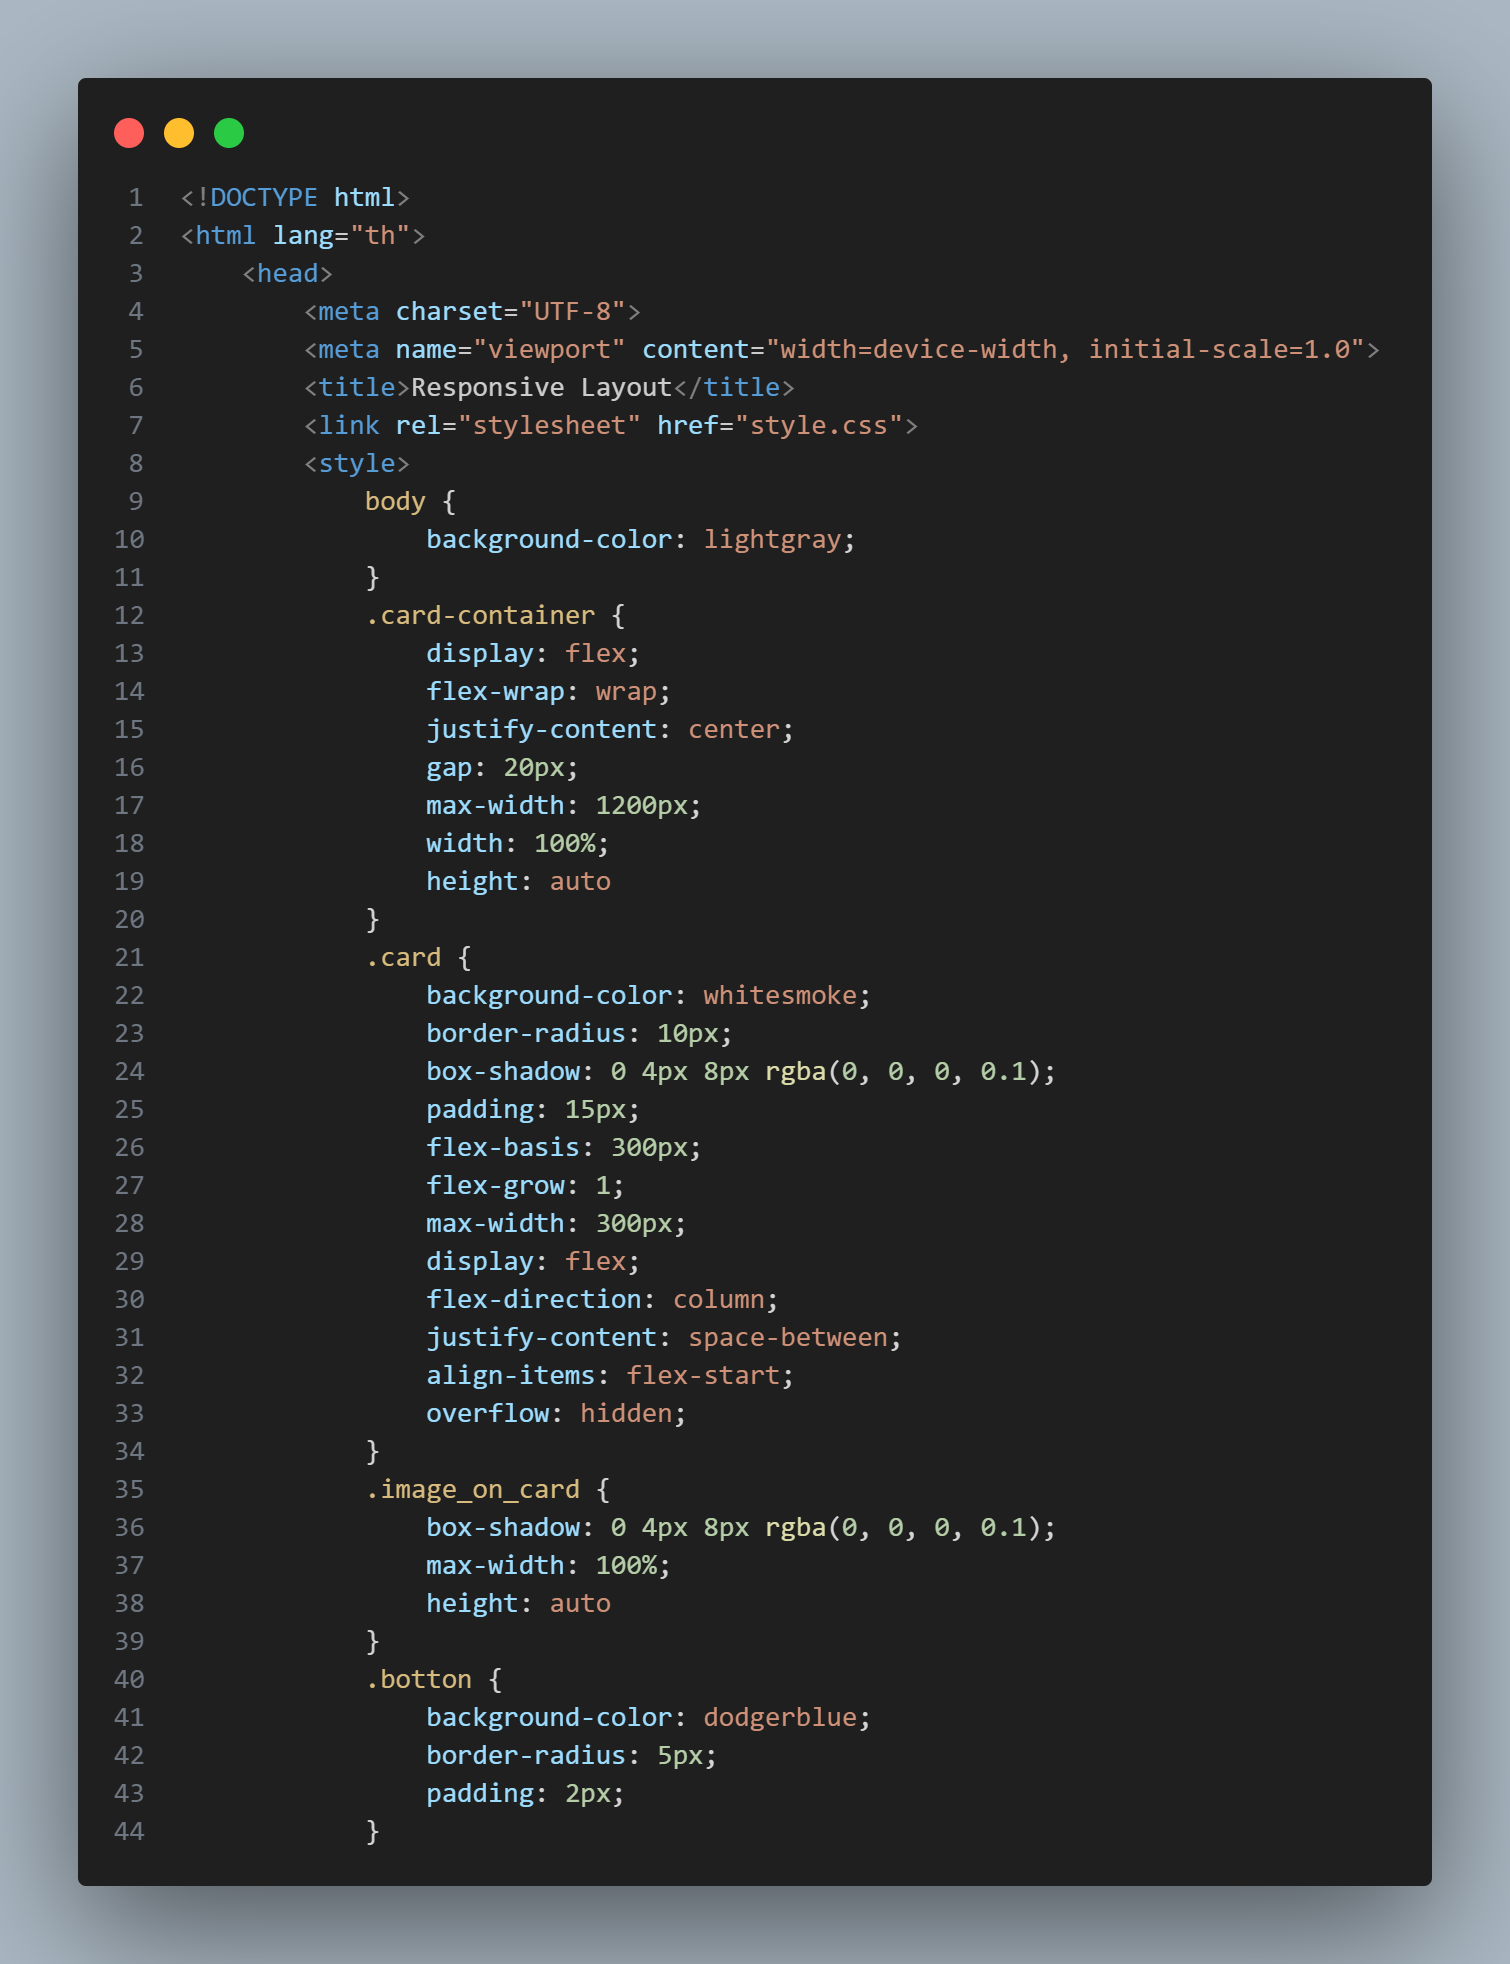 1 <!DOCTYPE html>
2 <html lang="th">
3     <head>
4         <meta charset="UTF-8">
5         <meta name="viewport" content="width=device-width, initial-scale=1.0">
6         <title>Responsive Layout</title>
7         <link rel="stylesheet" href="style.css">
8         <style>
9             body {
10                 background-color: lightgray;
11             }
12             .card-container {
13                 display: flex;
14                 flex-wrap: wrap;
15                 justify-content: center;
16                 gap: 20px;
17                 max-width: 1200px;
18                 width: 100%;
19                 height: auto
20             }
21             .card {
22                 background-color: whitesmoke;
23                 border-radius: 10px;
24                 box-shadow: 0 4px 8px rgba(0, 0, 0, 0.1);
25                 padding: 15px;
26                 flex-basis: 300px;
27                 flex-grow: 1;
28                 max-width: 300px;
29                 display: flex;
30                 flex-direction: column;
31                 justify-content: space-between;
32                 align-items: flex-start;
33                 overflow: hidden;
34             }
35             .image_on_card {
36                 box-shadow: 0 4px 8px rgba(0, 0, 0, 0.1);
37                 max-width: 100%;
38                 height: auto
39             }
40             .botton {
41                 background-color: dodgerblue;
42                 border-radius: 5px;
43                 padding: 2px;
44             }